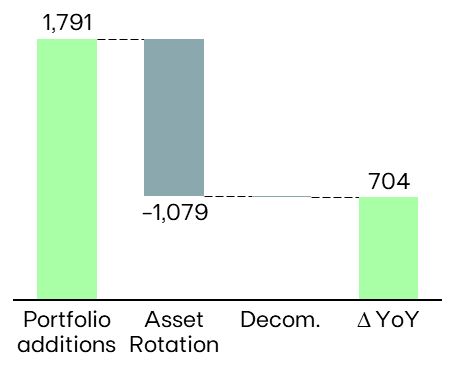 1,791
704
–1,079
Portfolio additions
Asset Rotation
Decom.
Δ YoY